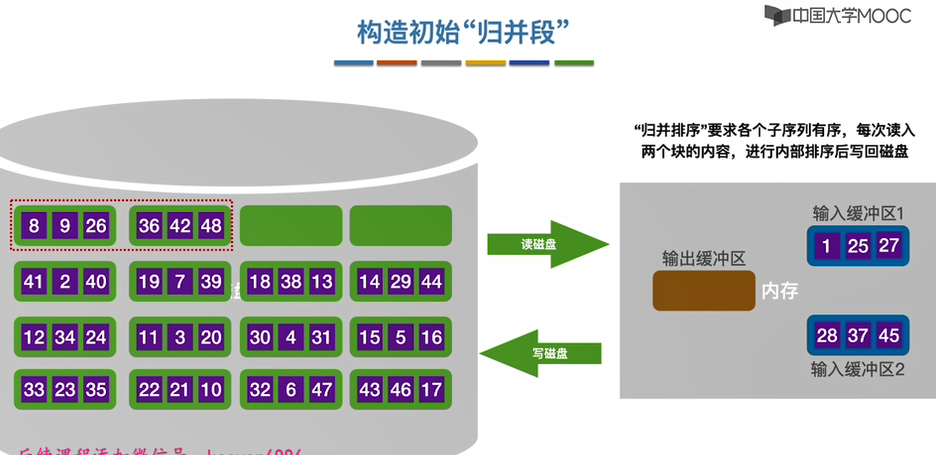 中国大学MOOC
构造初始“归并段”
“归并排序”要求各个子序列有序，每次读入
两个块的内容，进行内部排序后写回磁盘
8 9 26 36 42 48
41 2 40 19 7 39 18 38 13 14 29 44
12 34 24 11 3 20 30 4 31 15 5 16
33 23 35 22 21 10 32 6 47 43 46 17
读磁盘
写磁盘
输入缓冲区1
1 25 27
输出缓冲区
内存
28 37 45
输入缓冲区2